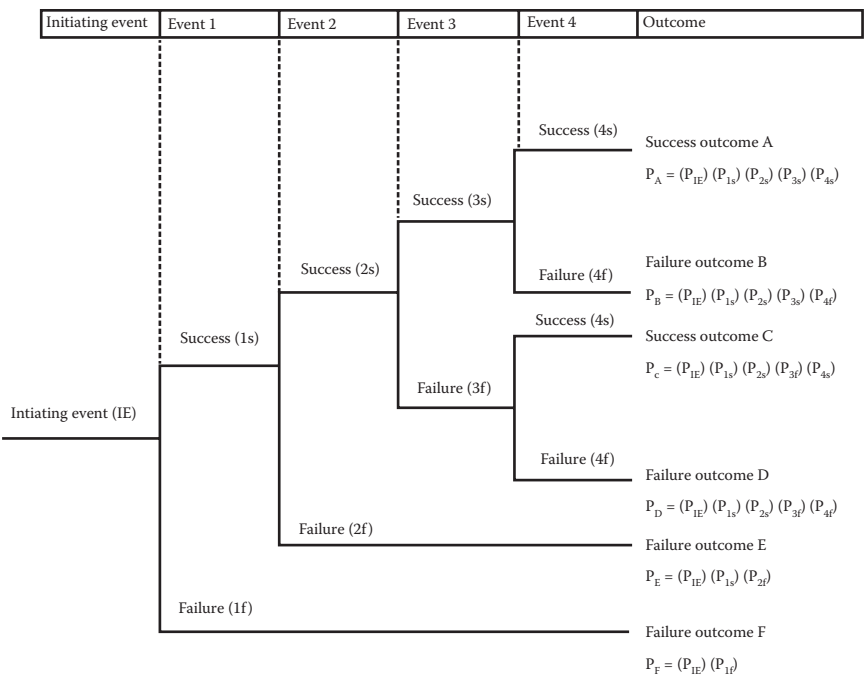 Initiating event Event 1 Event 2 Event 3 Event 4 Outcome
Success (4s)
Success outcome A
P_A = (P_IE) (P_1s) (P_2s) (P_3s) (P_4s)
Success (3s)
Failure outcome B
Success (2s)
Failure (4f)
P_B = (P_IE) (P_1s) (P_2s) (P_3s) (P_4f)
Success (4s)
Success (1s)
Success outcome C
P_c = (P_IE) (P_1s) (P_2s) (P_3f) (P_4s)
Failure (3f)
Intiating event (IE)
Failure (4f)
Failure outcome D
P_D = (P_IE) (P_1s) (P_2s) (P_3f) (P_4f)
Failure (2f)
Failure outcome E
P_E = (P_IE) (P_1s) (P_2f)
Failure (1f)
Failure outcome F
P_F = (P_IE) (P_1f)